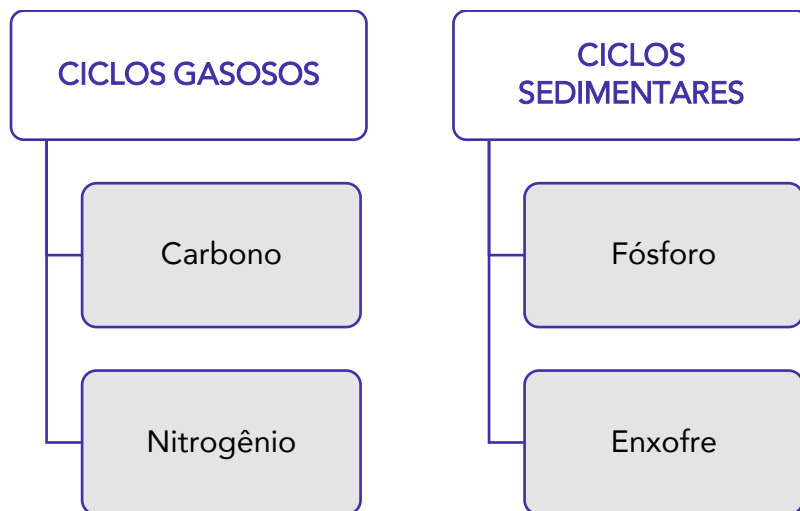 CICLOS GASOSOS
Carbono
Nitrogênio
CICLOS
SEDIMENTARES
Fósforo
Enxofre